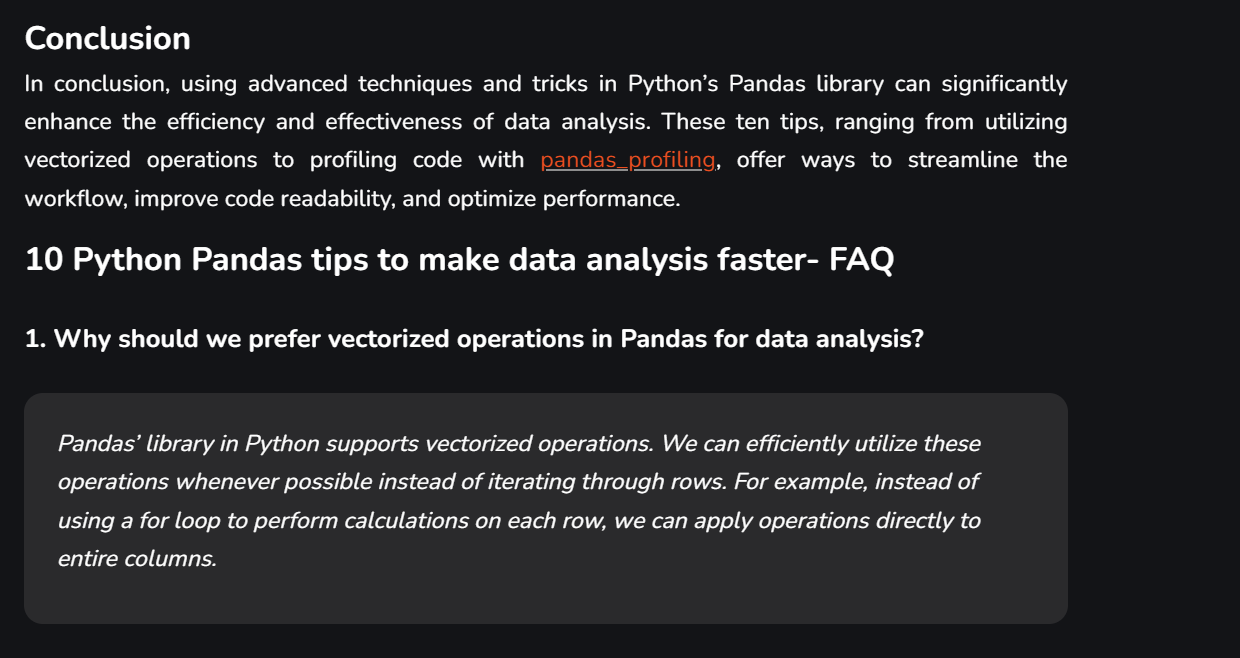 Conclusion
In conclusion, using advanced techniques and tricks in Python’s Pandas library can significantly
enhance the efficiency and effectiveness of data analysis. These ten tips, ranging from utilizing
vectorized operations to profiling code with pandas_profiling, offer ways to streamline the
workflow, improve code readability, and optimize performance.
10 Python Pandas tips to make data analysis faster- FAQ
1. Why should we prefer vectorized operations in Pandas for data analysis?
Pandas’ library in Python supports vectorized operations. We can efficiently utilize these
operations whenever possible instead of iterating through rows. For example, instead of
using a for loop to perform calculations on each row, we can apply operations directly to
entire columns.